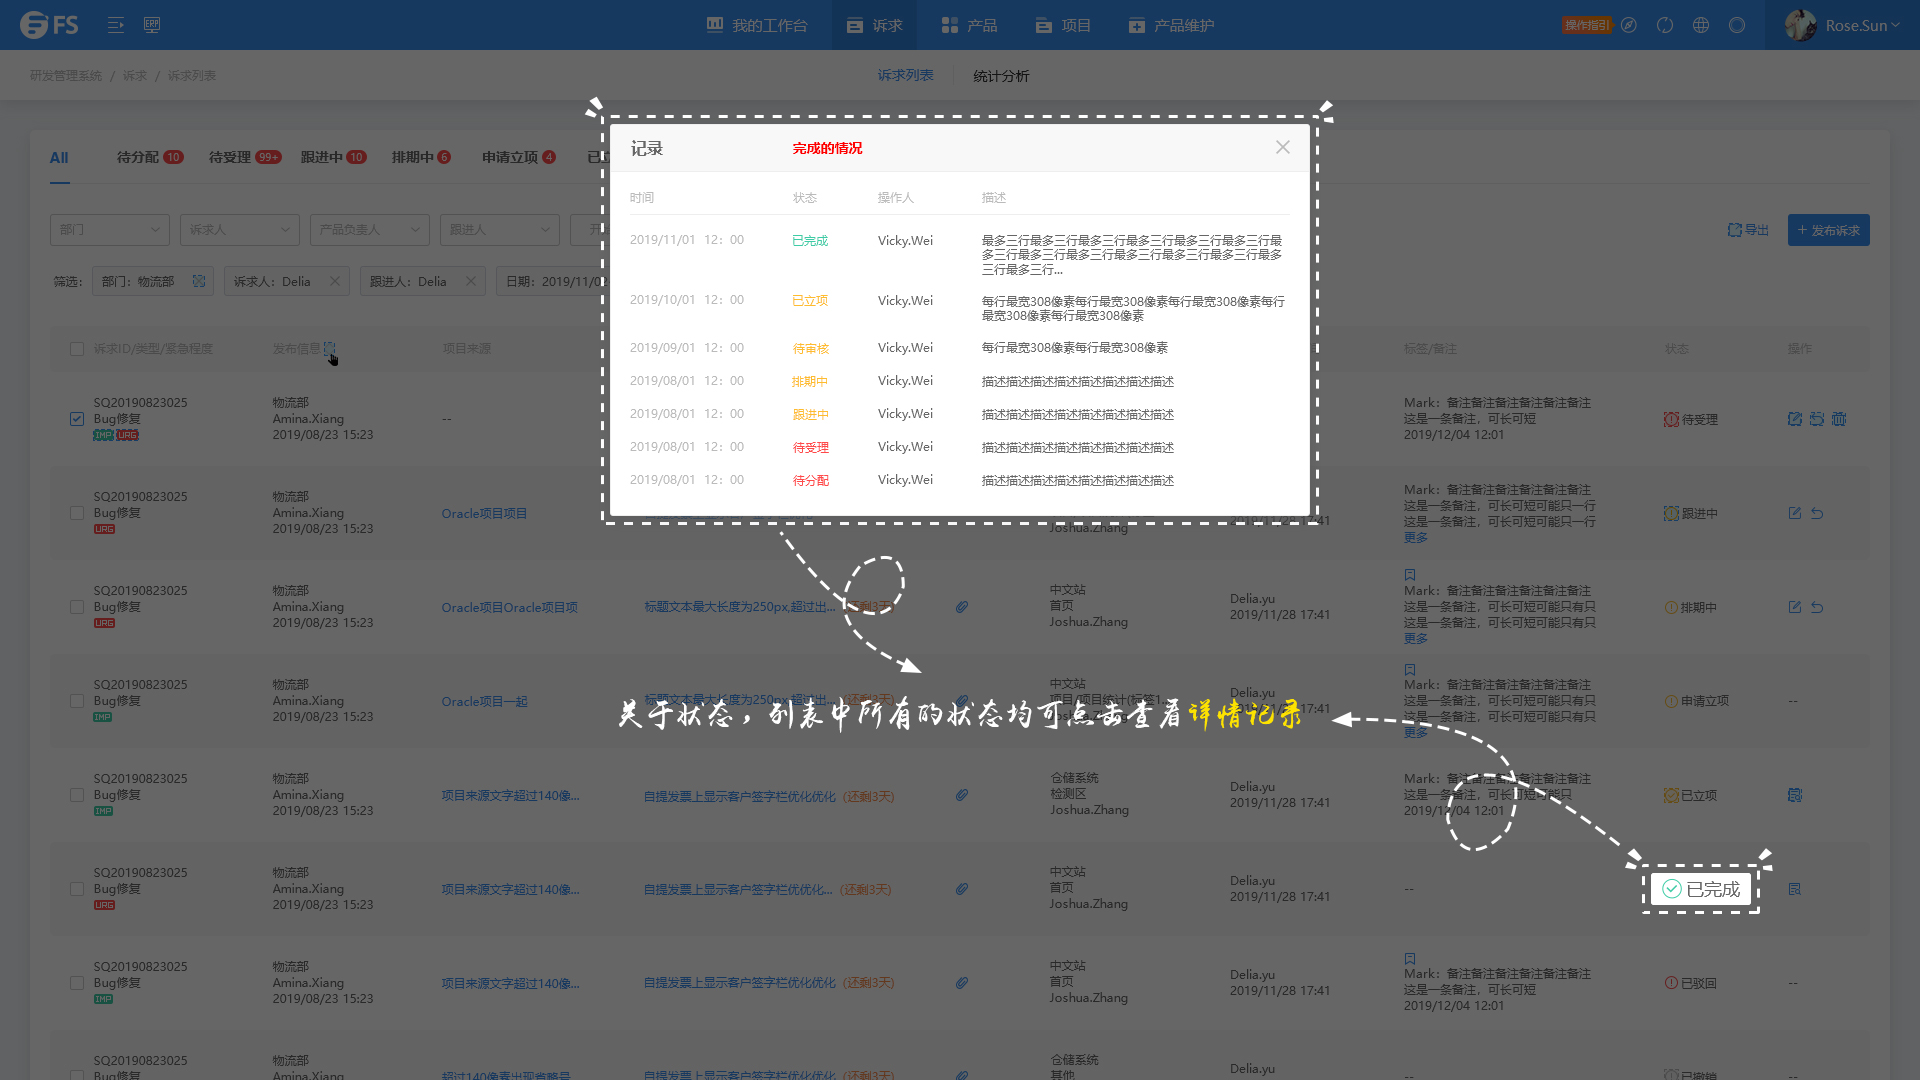 FS
我的工作台
诉求
产品
项目
产品维护
操作指引
Rose.Sun
研发管理系统 / 诉求 / 诉求列表
诉求列表
统计分析
All
待分配 10
待受理 99+
跟进中 10
排期中 6
申请立项 4
部门
诉求人
产品负责人
跟进人
导出
+ 发布诉求
筛选：
部门：物流部
诉求人：Delia
跟进人：Delia
日期：2019/11/0
诉求ID/类型/紧急程度
发布信息
项目来源
标签/备注
状态
操作
记录
完成的情况
时间
状态
操作人
描述
2019/11/01 12：00
已完成
Vicky.Wei
最多三行最多三行最多三行最多三行最多三行最多三行最
多三行最多三行最多三行最多三行最多三行最多三行最多
三行最多三行...
2019/10/01 12：00
已立项
Vicky.Wei
每行最宽308像素每行最宽308像素每行最宽308像素每行
最宽308像素每行最宽308像素
2019/09/01 12：00
待审核
Vicky.Wei
每行最宽308像素每行最宽308像素
2019/08/01 12：00
排期中
Vicky.Wei
描述描述描述描述描述描述描述描述
2019/08/01 12：00
跟进中
Vicky.Wei
描述描述描述描述描述描述描述描述
2019/08/01 12：00
待受理
Vicky.Wei
描述描述描述描述描述描述描述描述
2019/08/01 12：00
待分配
Vicky.Wei
描述描述描述描述描述描述描述描述
SQ20190823025
Bug修复
IMP URG
物流部
Amina.Xiang
2019/08/23 15:23
--
Mark：备注备注备注备注备注备注
这是一条备注，可长可短
2019/12/04 12:01
待受理
SQ20190823025
Bug修复
URG
物流部
Amina.Xiang
2019/08/23 15:23
Oracle项目项目
Joshua.Zhang
2019/11/28 17:41
Mark：备注备注备注备注备注备注
这是一条备注，可长可短可能只一行
这是一条备注，可长可短可能只一行
更多
跟进中
SQ20190823025
Bug修复
URG
物流部
Amina.Xiang
2019/08/23 15:23
Oracle项目Oracle项目项
标题文本最大长度为250px,超过出... (还剩3天)
中文站
首页
Joshua.Zhang
Delia.yu
2019/11/28 17:41
Mark：备注备注备注备注备注备注
这是一条备注，可长可短可能只有只
这是一条备注，可长可短可能只有只
更多
排期中
SQ20190823025
Bug修复
IMP
物流部
Amina.Xiang
2019/08/23 15:23
Oracle项目一起
标题文本最大长度为250px,超过出... (还剩3天)
中文站
项目/项目统计(标签1...
Joshua.Zhang
Delia.yu
2019/11/28 17:41
Mark：备注备注备注备注备注备注
这是一条备注，可长可短可能只有只
这是一条备注，可长可短可能只有只
更多
申请立项
--
关于状态，列表中所有的状态均可点击查看详情记录
SQ20190823025
Bug修复
IMP
物流部
Amina.Xiang
2019/08/23 15:23
项目来源文字超过140像...
自提发票上显示客户签字栏优化优化 (还剩3天)
仓储系统
检测区
Joshua.Zhang
Delia.yu
2019/11/28 17:41
Mark：备注备注备注备注备注备注
这是一条备注，可长可短可能只
2019/12/04 12:01
已立项
SQ20190823025
Bug修复
URG
物流部
Amina.Xiang
2019/08/23 15:23
项目来源文字超过140像...
自提发票上显示客户签字栏优优化... (还剩3天)
中文站
首页
Joshua.Zhang
Delia.yu
2019/11/28 17:41
--
已完成
SQ20190823025
Bug修复
IMP
物流部
Amina.Xiang
2019/08/23 15:23
项目来源文字超过140像...
自提发票上显示客户签字栏优化优化 (还剩3天)
中文站
首页
Joshua.Zhang
Delia.yu
2019/11/28 17:41
Mark：备注备注备注备注备注备注
这是一条备注，可长可短
2019/12/04 12:01
已驳回
--
SQ20190823025
Bug修复
物流部
Amina.Xiang
超过140像素出现省略号
自提发票上显示客户签字栏优化优化 (还剩3天)
仓储系统
其他
Delia.yu
--
已撤销
--